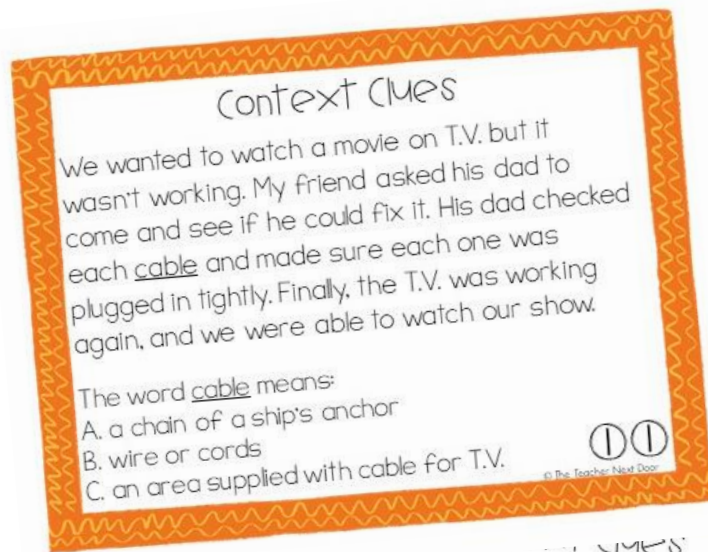 Context Clues
We wanted to watch a movie on T.V. but it
wasn't working. My friend asked his dad to
come and see if he could fix it. His dad checked
each cable and made sure each one was
plugged in tightly. Finally, the T.V. was working
again, and we were able to watch our show.
The word cable means:
A. a chain of a ship's anchor
B. wire or cords
C. an area supplied with cable for T.V.
11
© The Teacher Next Door